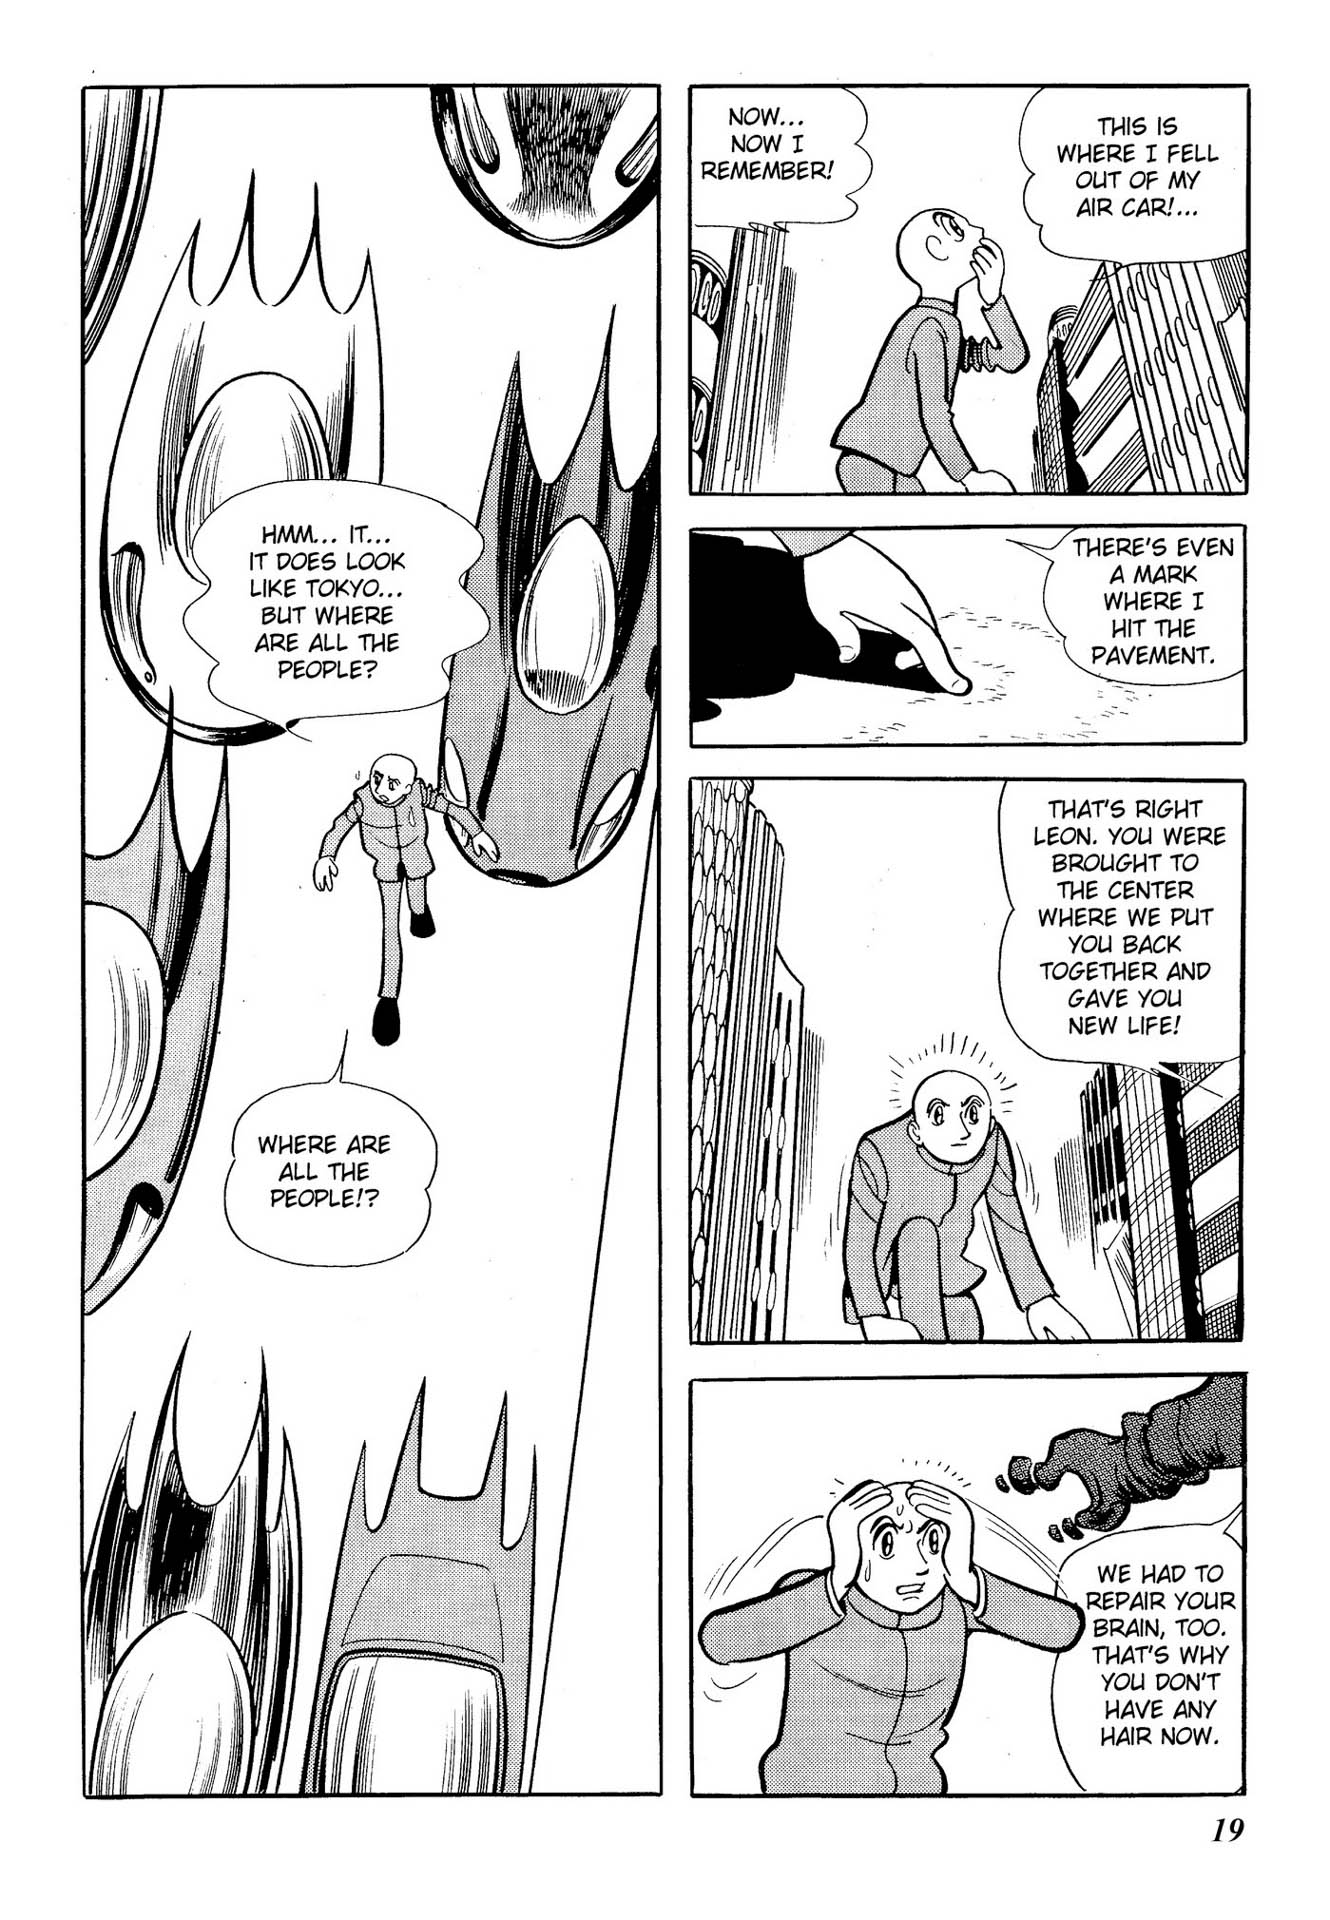 HMM... IT...
IT DOES LOOK
LIKE TOKYO...
BUT WHERE
ARE ALL THE
PEOPLE?
WHERE ARE
ALL THE
PEOPLE!?
NOW...
NOW I
REMEMBER!
THIS IS
WHERE I FELL
OUT OF MY
AIR CAR!...
THERE'S EVEN
A MARK
WHERE I
HIT THE
PAVEMENT.
THAT'S RIGHT
LEON. YOU WERE
BROUGHT TO
THE CENTER
WHERE WE PUT
YOU BACK
TOGETHER AND
GAVE YOU
NEW LIFE!
WE HAD TO
REPAIR YOUR
BRAIN, TOO.
THAT'S WHY
YOU DON'T
HAVE ANY
HAIR NOW.
19